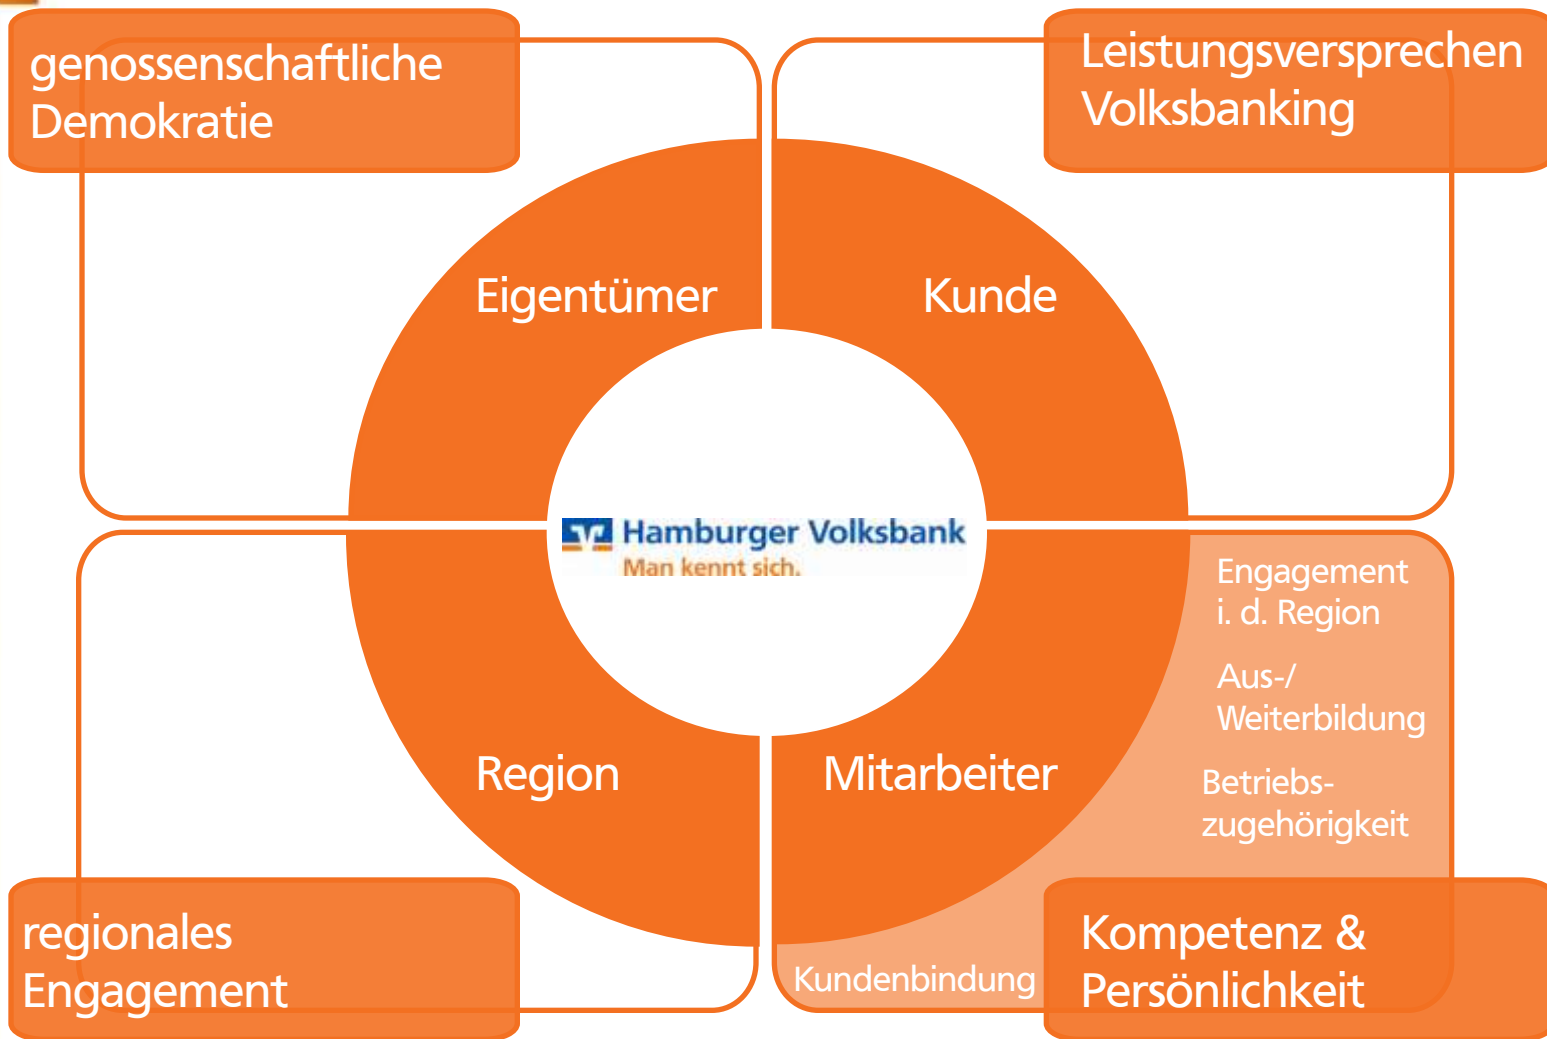 genossenschaftliche
Demokratie
Leistungsversprechen
Volksbanking
Eigentümer
Kunde
Hamburger Volksbank
Man kennt sich.
Region
Mitarbeiter
Engagement
i. d. Region
Aus-/
Weiterbildung
Betriebs-
zugehörigkeit
Kundenbindung
regionales
Engagement
Kompetenz &
Persönlichkeit